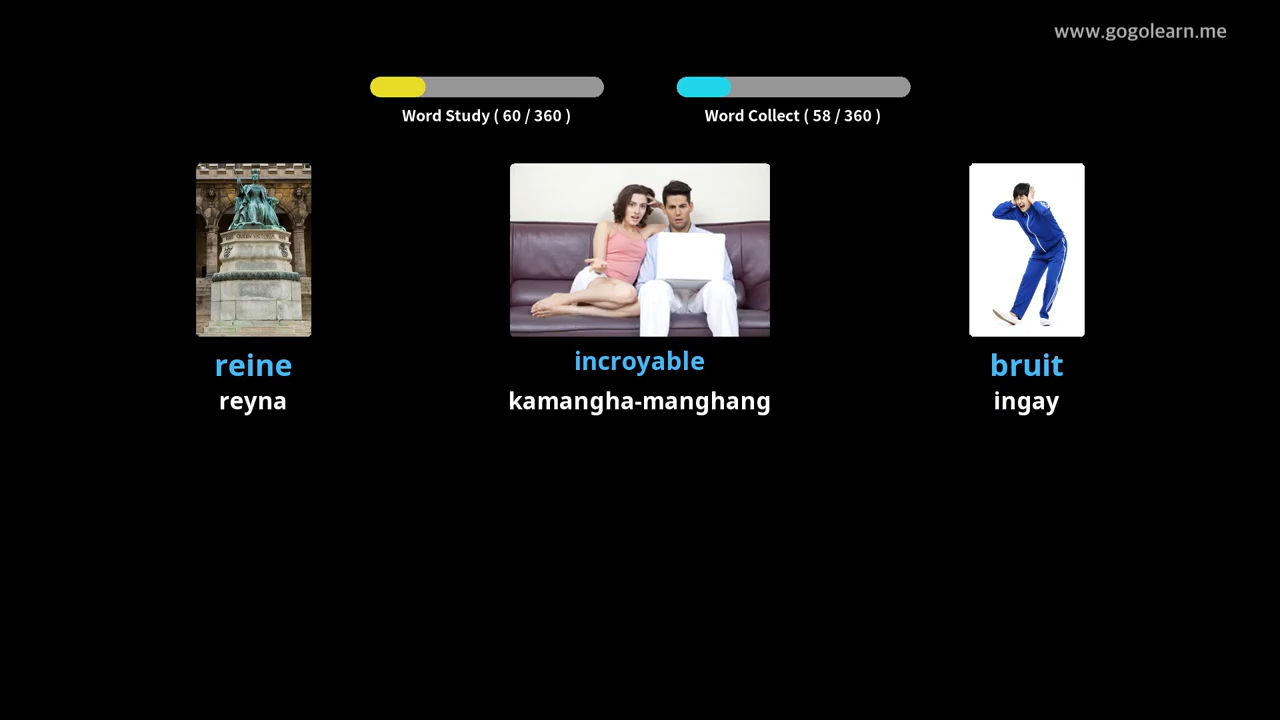 www.gogolearn.me
Word Study ( 60 / 360 )
Word Collect ( 58 / 360 )
reine
reyna
incroyable
kamangha-manghang
bruit
ingay